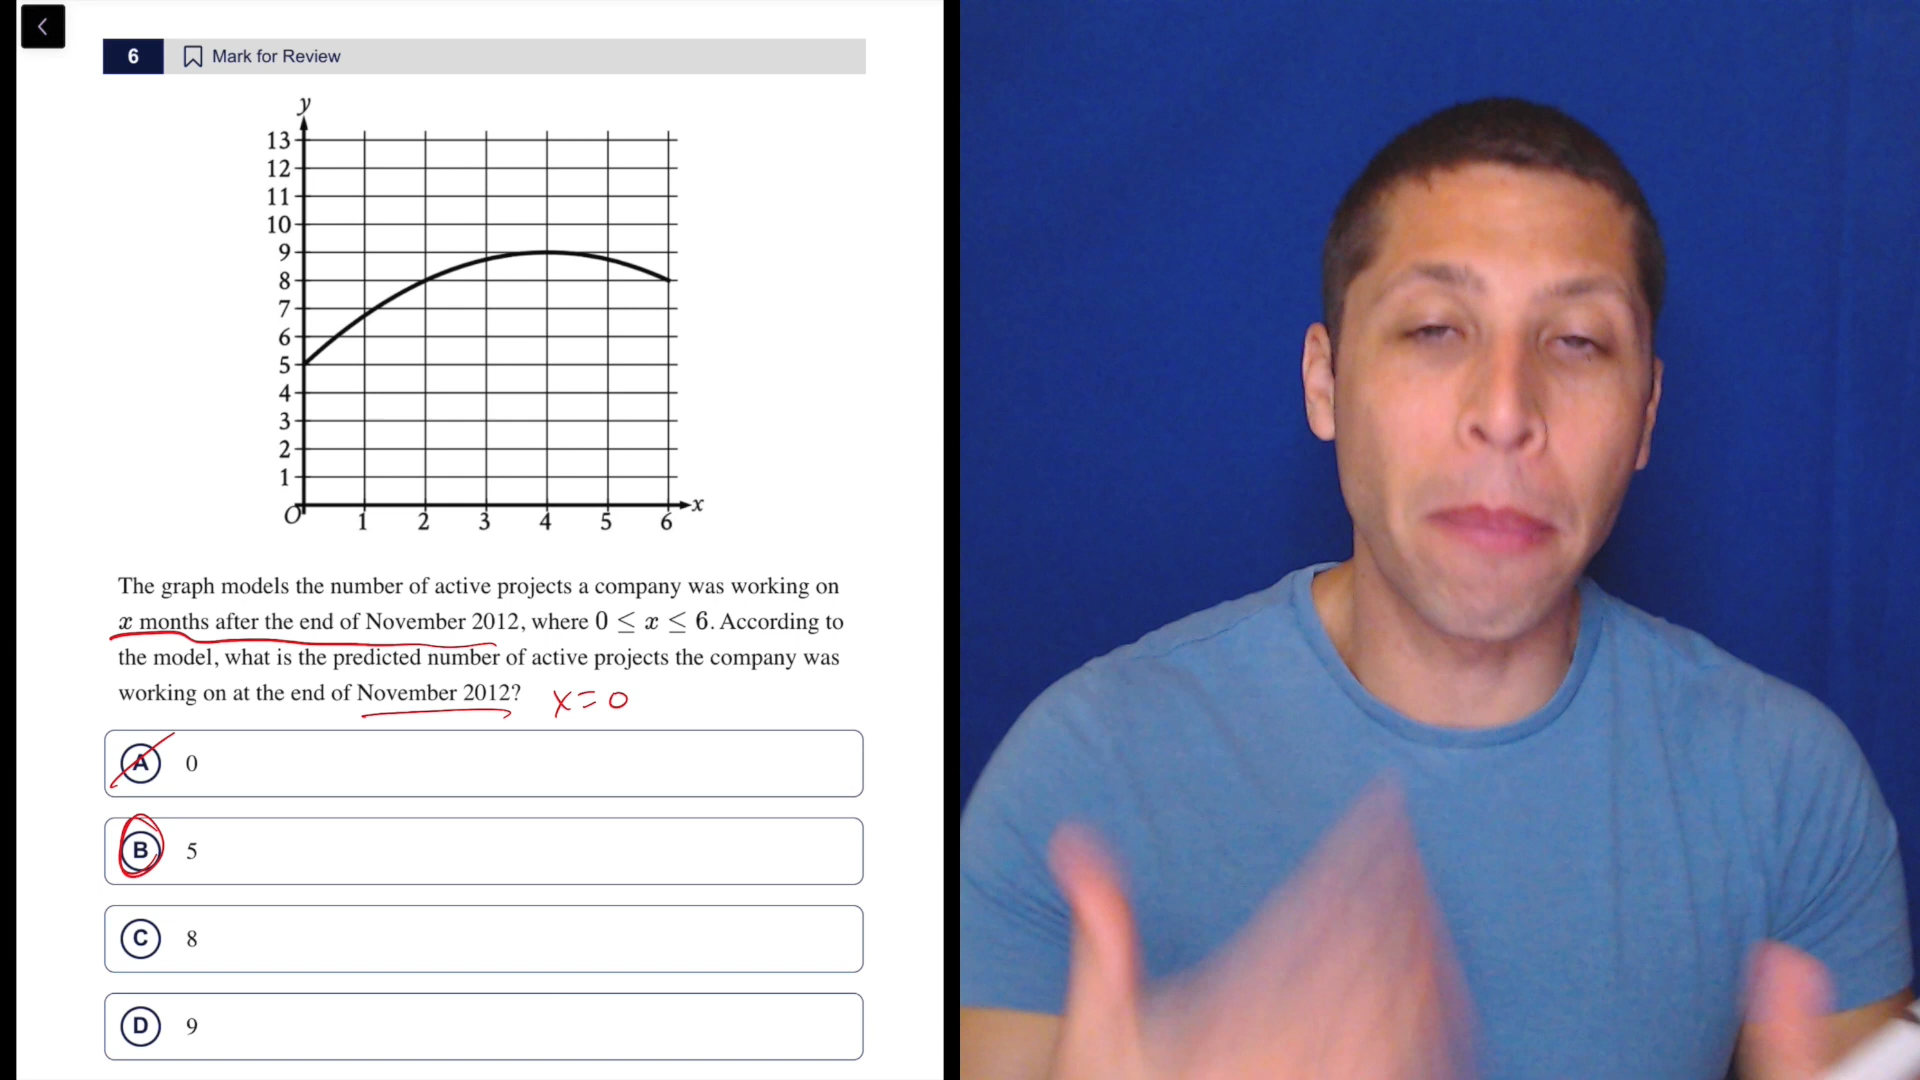 6 Mark for Review
y
13
12
11
10
9
8
7
6
5
4
3
2
1
O 1 2 3 4 5 6 x
The graph models the number of active projects a company was working on
x months after the end of November 2012, where 0 ≤ x ≤ 6. According to
the model, what is the predicted number of active projects the company was
working on at the end of November 2012? x = 0
A 0
B 5
C 8
D 9